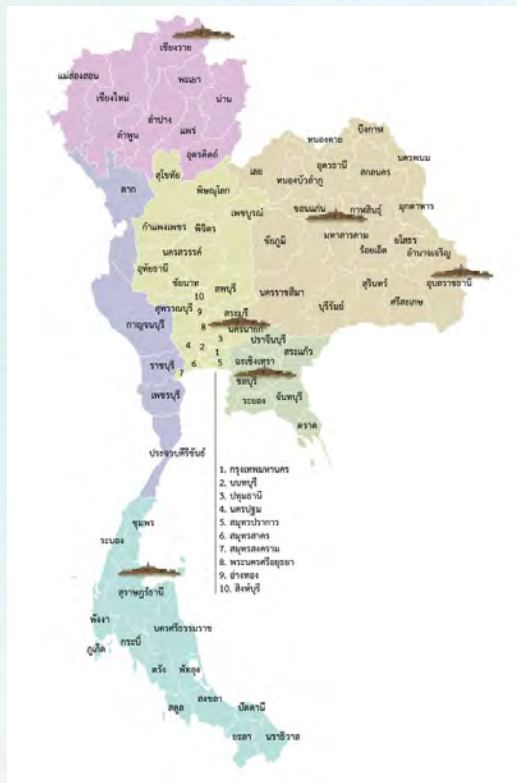 เชียงราย
แม่ฮ่องสอน
พะเยา
เชียงใหม่
น่าน
ลำปาง
ลำพูน
แพร่
อุตรดิตถ์
บึงกาฬ
หนองคาย
สุโขทัย
เลย
อุดรธานี
นครพนม
ตาก
พิษณุโลก
หนองบัวลำภู
สกลนคร
กำแพงเพชร
พิจิตร
เพชรบูรณ์
ขอนแก่น
กาฬสินธุ์
มุกดาหาร
นครสวรรค์
ชัยภูมิ
มหาสารคาม
ร้อยเอ็ด
ยโสธร
อำนาจเจริญ
อุทัยธานี
ชัยนาท
ลพบุรี
10
นครราชสีมา
บุรีรัมย์
สุรินทร์
ศรีสะเกษ
อุบลราชธานี
สุพรรณบุรี
9
สระบุรี
กาญจนบุรี
8
นครนายก
3
ปราจีนบุรี
4
2
1
สระแก้ว
ราชบุรี
7
6
5
ฉะเชิงเทรา
ชลบุรี
เพชรบุรี
ระยอง
จันทบุรี
ตราด
ประจวบคีรีขันธ์
1. กรุงเทพมหานคร
2. นนทบุรี
3. ปทุมธานี
4. นครปฐม
5. สมุทรปราการ
6. สมุทรสาคร
7. สมุทรสงคราม
8. พระนครศรีอยุธยา
9. อ่างทอง
10. สิงห์บุรี
ชุมพร
ระนอง
สุราษฎร์ธานี
พังงา
นครศรีธรรมราช
ภูเก็ต
กระบี่
ตรัง
พัทลุง
สตูล
สงขลา
ปัตตานี
ยะลา
นราธิวาส